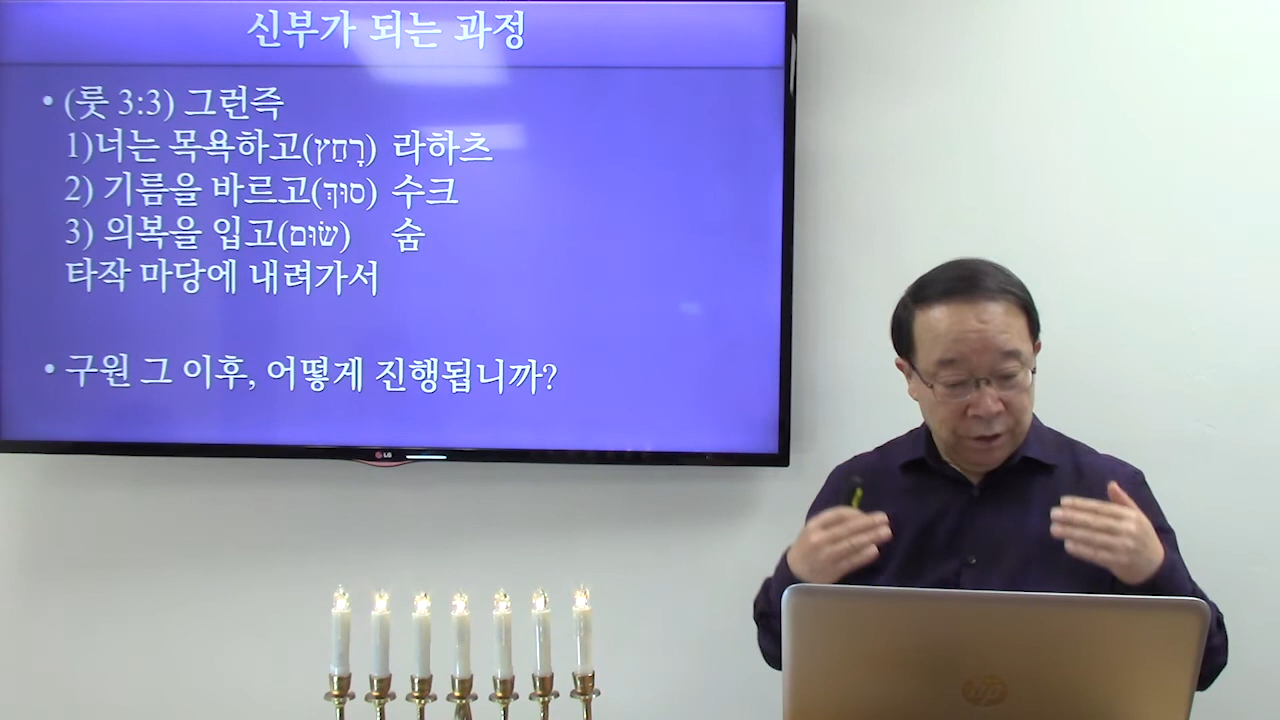 신부가 되는 과정
• (룻 3:3) 그런즉
1)너는 목욕하고(רָחַץ) 라하츠
2) 기름을 바르고(סוּךְ) 수크
3) 의복을 입고(שׂוּם) 숨
타작 마당에 내려가서
• 구원 그 이후, 어떻게 진행됩니까?
LG
hp